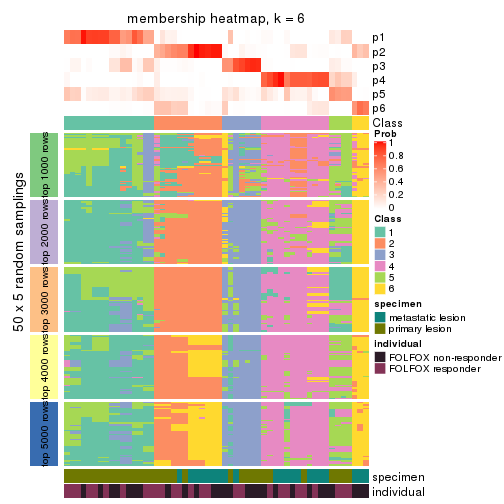 membership heatmap, k = 6
p1
p2
p3
p4
p5
p6
Class
50 x 5 random samplings
top 1000 rows
top 2000 rows
top 3000 rows
top 4000 rows
top 5000 rows
specimen
individual
Prob
1
0.8
0.6
0.4
0.2
0
Class
1
2
3
4
5
6
specimen
metastatic lesion
primary lesion
individual
FOLFOX non-responder
FOLFOX responder